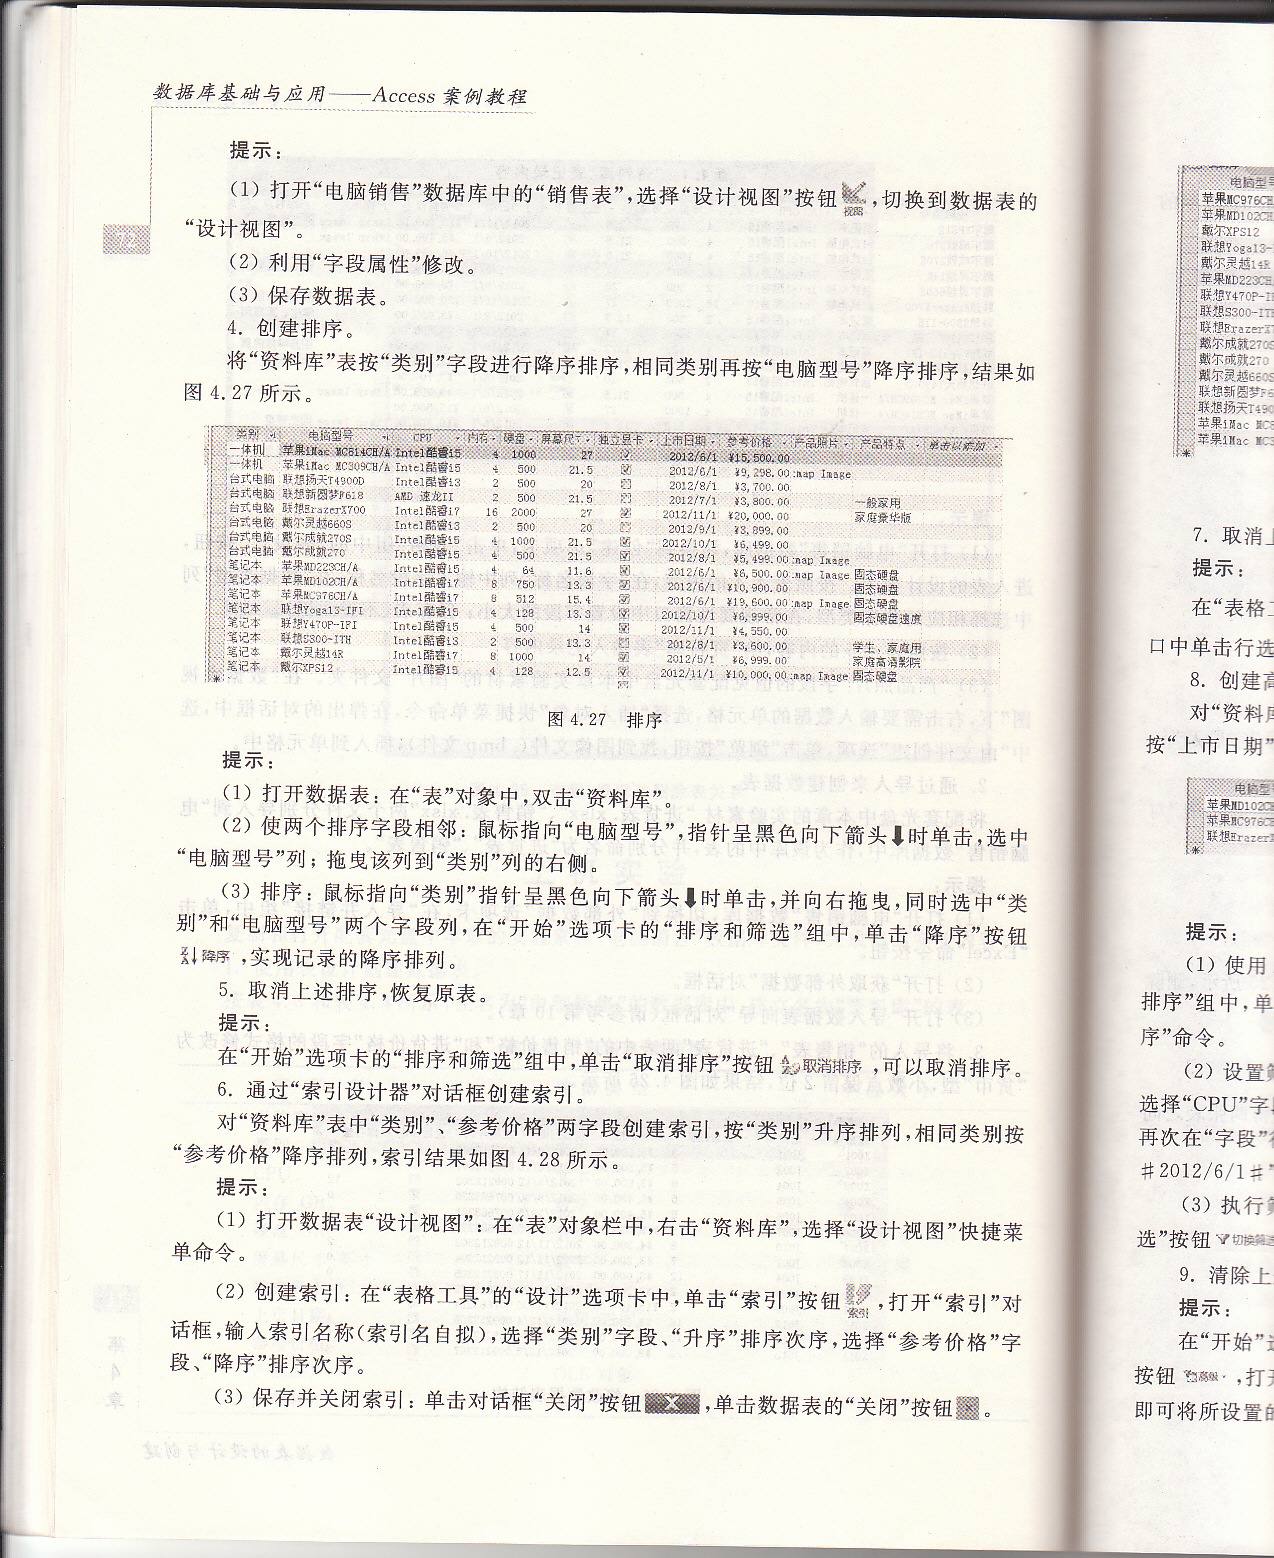 数据库基础与应用——Access 案例教程
72
提示：
(1) 打开“电脑销售”数据库中的“销售表”，选择“设计视图”按钮 视图 ，切换到数据表的
“设计视图”。
(2) 利用“字段属性”修改。
(3) 保存数据表。
4. 创建排序。
将“资料库”表按“类别”字段进行降序排序，相同类别再按“电脑型号”降序排序，结果如
图 4.27 所示。
类别 电脑型号 CPU 内存 硬盘 屏幕尺寸 独立显卡 上市日期 参考价格 产品照片 产品特点 单击以添加
一体机 苹果iMac MC814CH/A Intel酷睿i5 4 1000 27 2012/6/1 ¥15,500.00
一体机 苹果iMac MC309CH/A Intel酷睿i5 4 500 21.5 2012/6/1 ¥9,298.00 :map Image
台式电脑 联想扬天T4900D Intel酷睿i3 2 500 20 2012/8/1 ¥3,700.00
台式电脑 联想新圆梦F618 AMD 速龙II 2 500 21.5 2012/7/1 ¥3,800.00 一般家用
台式电脑 联想ErazerX700 Intel酷睿i7 16 2000 27 2012/11/1 ¥20,000.00 家庭豪华版
台式电脑 戴尔灵越660S Intel酷睿i3 2 500 20 2012/9/1 ¥3,899.00
台式电脑 戴尔成就270S Intel酷睿i5 4 1000 21.5 2012/10/1 ¥6,499.00
台式电脑 戴尔成就270 Intel酷睿i5 4 500 21.5 2012/8/1 ¥5,499.00 :map Image
笔记本 苹果MD223CH/A Intel酷睿i5 4 64 11.6 2012/6/1 ¥6,500.00 :map Image 固态硬盘
笔记本 苹果MD102CH/A Intel酷睿i7 8 750 13.3 2012/6/1 ¥10,900.00 固态硬盘
笔记本 苹果MC976CH/A Intel酷睿i7 8 512 15.4 2012/6/1 ¥19,600.00 :map Image 固态硬盘
笔记本 联想Yoga13-IFI Intel酷睿i5 4 128 13.3 2012/10/1 ¥6,999.00 固态硬盘速度
笔记本 联想Y470P-IFI Intel酷睿i5 4 500 14 2012/11/1 ¥4,550.00
笔记本 联想S300-ITH Intel酷睿i3 2 500 13.3 2012/8/1 ¥3,600.00 学生、家庭用
笔记本 戴尔灵越14R Intel酷睿i7 8 1000 14 2012/5/1 ¥6,999.00 家庭高清影院
笔记本 戴尔XPS12 Intel酷睿i5 4 128 12.5 2012/11/1 ¥10,000.00 :map Image 固态硬盘
图 4.27 排序
提示：
(1) 打开数据表：在“表”对象中，双击“资料库”。
(2) 使两个排序字段相邻：鼠标指向“电脑型号”，指针呈黑色向下箭头⬇时单击，选中
“电脑型号”列；拖曳该列到“类别”列的右侧。
(3) 排序：鼠标指向“类别”指针呈黑色向下箭头⬇时单击，并向右拖曳，同时选中“类
别”和“电脑型号”两个字段列，在“开始”选项卡的“排序和筛选”组中，单击“降序”按钮
降序 ，实现记录的降序排列。
5. 取消上述排序，恢复原表。
提示：
在“开始”选项卡的“排序和筛选”组中，单击“取消排序”按钮 取消排序 ，可以取消排序。
6. 通过“索引设计器”对话框创建索引。
对“资料库”表中“类别”、“参考价格”两字段创建索引，按“类别”升序排列，相同类别按
“参考价格”降序排列，索引结果如图 4.28 所示。
提示：
(1) 打开数据表“设计视图”：在“表”对象栏中，右击“资料库”，选择“设计视图”快捷菜
单命令。
(2) 创建索引：在“表格工具”的“设计”选项卡中，单击“索引”按钮 索引 ，打开“索引”对
话框，输入索引名称(索引名自拟)，选择“类别”字段、“升序”排序次序，选择“参考价格”字
段、“降序”排序次序。
(3) 保存并关闭索引：单击对话框“关闭”按钮 ，单击数据表的“关闭”按钮 。
电脑型号
苹果MC976CH
苹果MD102CH
戴尔XPS12
联想Yoga13-
戴尔灵越14R
苹果MD223CH
联想Y470P-I
联想S300-ITH
联想ErazerX
戴尔成就270S
戴尔成就270
戴尔灵越660S
联想新圆梦F6
联想扬天T490
苹果iMac MC
苹果iMac MC
7. 取消上
提示：
在“表格
口中单击行选
8. 创建高
对“资料
按“上市日期”
电脑型
苹果MD102C
苹果MC976
联想Erazer
提示：
(1) 使用
排序”组中，单
序”命令。
(2) 设置
选择“CPU”字
再次在“字段”
＃2012/6/1＃”
(3) 执行
选”按钮 切换筛选
9. 清除上
提示：
在“开始”
按钮 高级 ，打
即可将所设置的